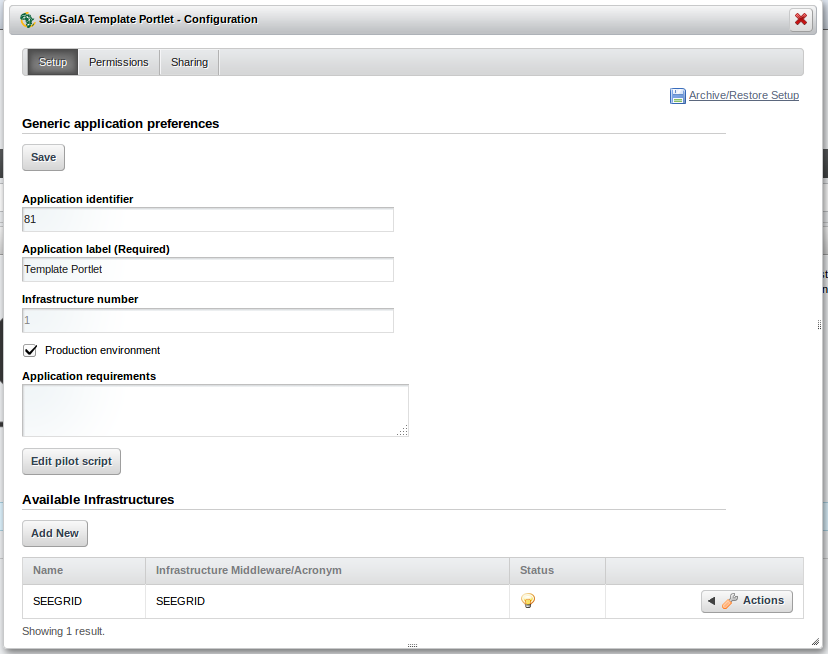 Sci-GaIA Template Portlet - Configuration
Setup Permissions Sharing
Archive/Restore Setup
Generic application preferences
Save
Application identifier
81
Application label (Required)
Template Portlet
Infrastructure number
1
Production environment
Application requirements
Edit pilot script
Available Infrastructures
Add New
Name Infrastructure Middleware/Acronym Status
SEEGRID SEEGRID Actions
Showing 1 result.